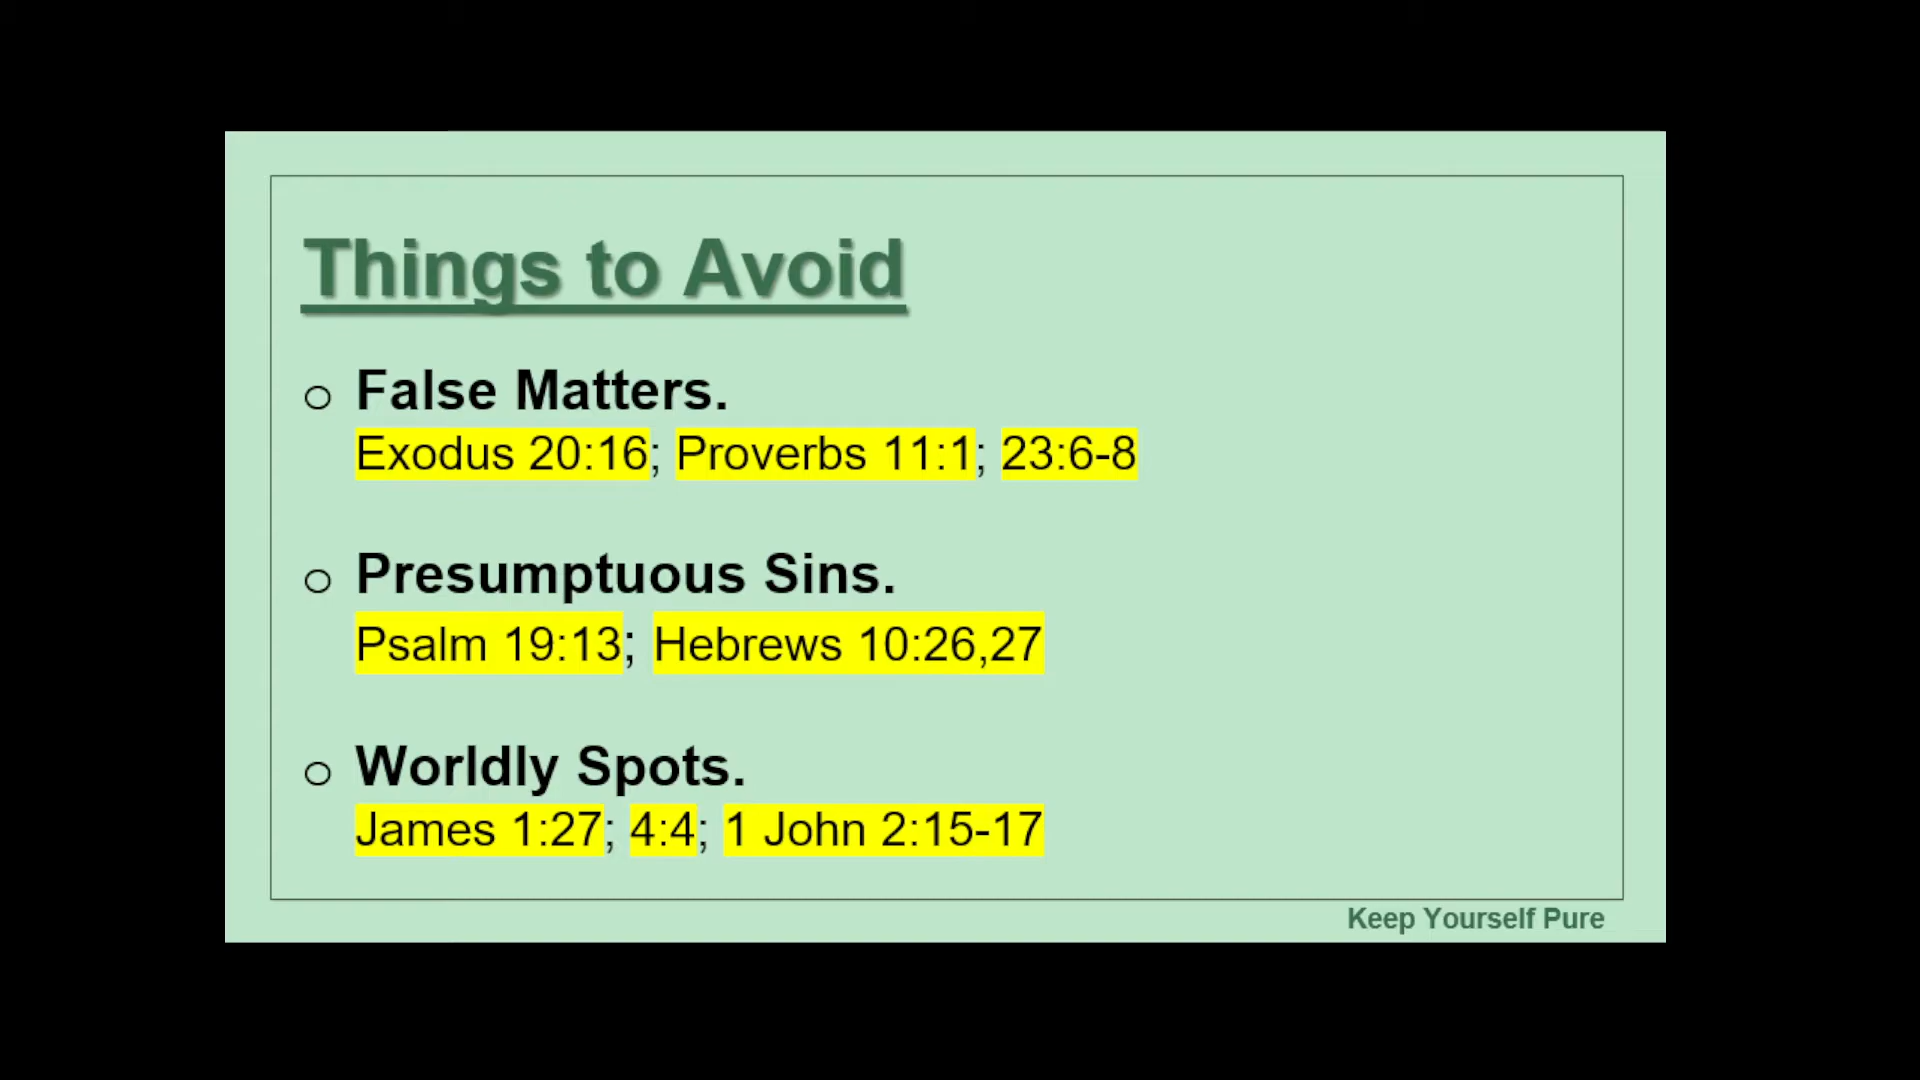 Things to Avoid
o False Matters.
Exodus 20:16; Proverbs 11:1; 23:6-8
o Presumptuous Sins.
Psalm 19:13; Hebrews 10:26,27
o Worldly Spots.
James 1:27; 4:4; 1 John 2:15-17
Keep Yourself Pure